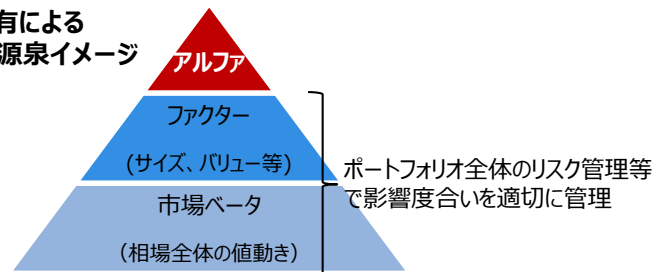 有による
源泉イメージ
アルファ
ファクター
(サイズ、バリュー等)
市場ベータ
(相場全体の値動き)
ポートフォリオ全体のリスク管理等
で影響度合いを適切に管理